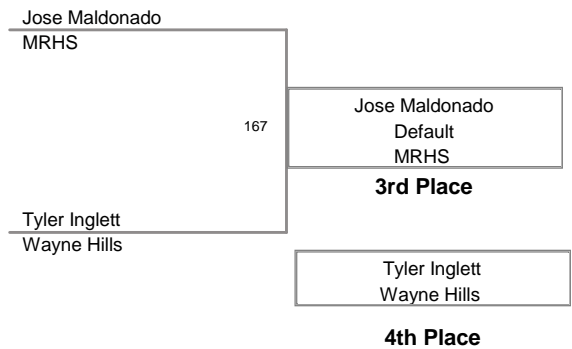 Jose Maldonado
MRHS
167
Jose Maldonado
Default
MRHS
3rd Place
Tyler Inglett
Wayne Hills
Tyler Inglett
Wayne Hills
4th Place